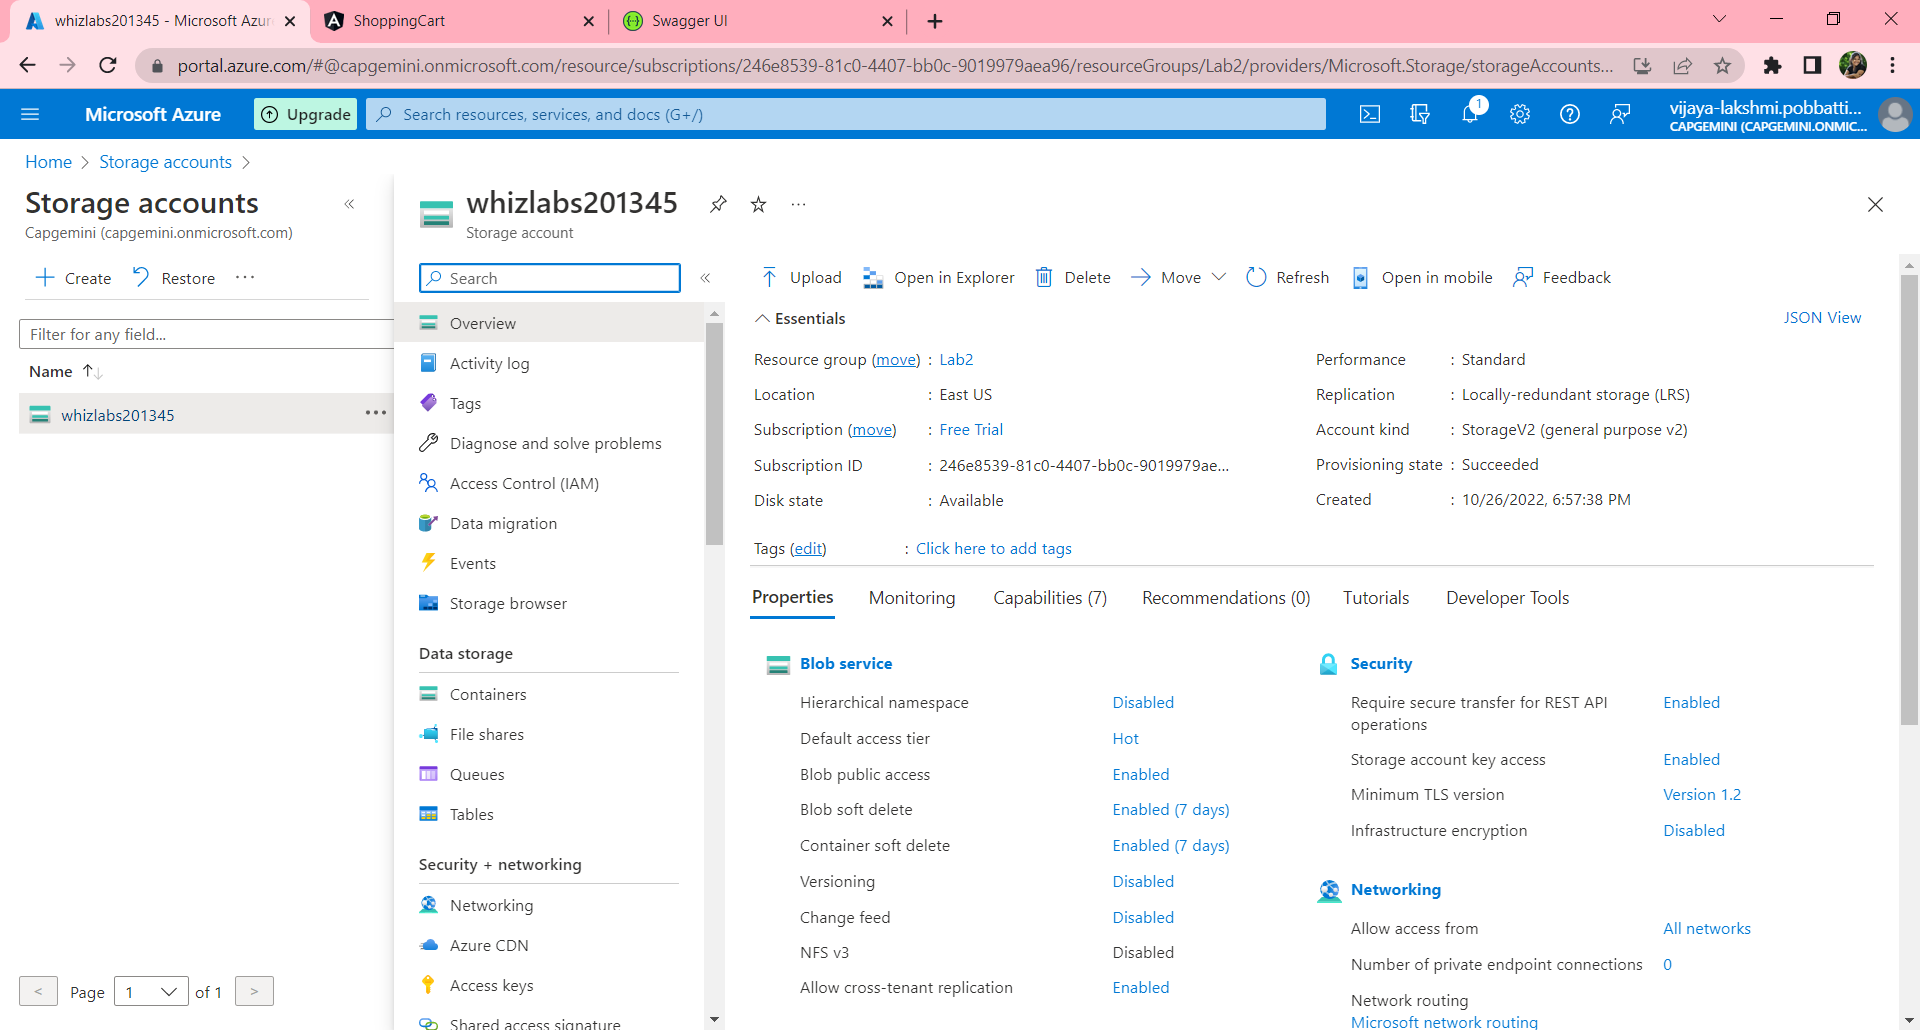 whizlabs201345 - Microsoft Azur
ShoppingCart
Swagger UI
portal.azure.com/#@capgemini.onmicrosoft.com/resource/subscriptions/246e8539-81c0-4407-bb0c-9019979aea96/resourceGroups/Lab2/providers/Microsoft.Storage/storageAccounts...
Microsoft Azure
Upgrade
Search resources, services, and docs (G+/)
1
vijaya-lakshmi.pobbatti...
CAPGEMINI (CAPGEMINI.ONMIC...
Home > Storage accounts >
Storage accounts
Capgemini (capgemini.onmicrosoft.com)
Create
Restore
Filter for any field...
Name
whizlabs201345
< Page 1 of 1 >
whizlabs201345
Storage account
Search
Overview
Activity log
Tags
Diagnose and solve problems
Access Control (IAM)
Data migration
Events
Storage browser
Data storage
Containers
File shares
Queues
Tables
Security + networking
Networking
Azure CDN
Access keys
Shared access signature
Upload
Open in Explorer
Delete
Move
Refresh
Open in mobile
Feedback
Essentials
JSON View
Resource group (move) : Lab2
Location : East US
Subscription (move) : Free Trial
Subscription ID : 246e8539-81c0-4407-bb0c-9019979ae...
Disk state : Available
Performance : Standard
Replication : Locally-redundant storage (LRS)
Account kind : StorageV2 (general purpose v2)
Provisioning state : Succeeded
Created : 10/26/2022, 6:57:38 PM
Tags (edit) : Click here to add tags
Properties
Monitoring
Capabilities (7)
Recommendations (0)
Tutorials
Developer Tools
Blob service
Hierarchical namespace Disabled
Default access tier Hot
Blob public access Enabled
Blob soft delete Enabled (7 days)
Container soft delete Enabled (7 days)
Versioning Disabled
Change feed Disabled
NFS v3 Disabled
Allow cross-tenant replication Enabled
Security
Require secure transfer for REST API Enabled
operations
Storage account key access Enabled
Minimum TLS version Version 1.2
Infrastructure encryption Disabled
Networking
Allow access from All networks
Number of private endpoint connections 0
Network routing
Microsoft network routing